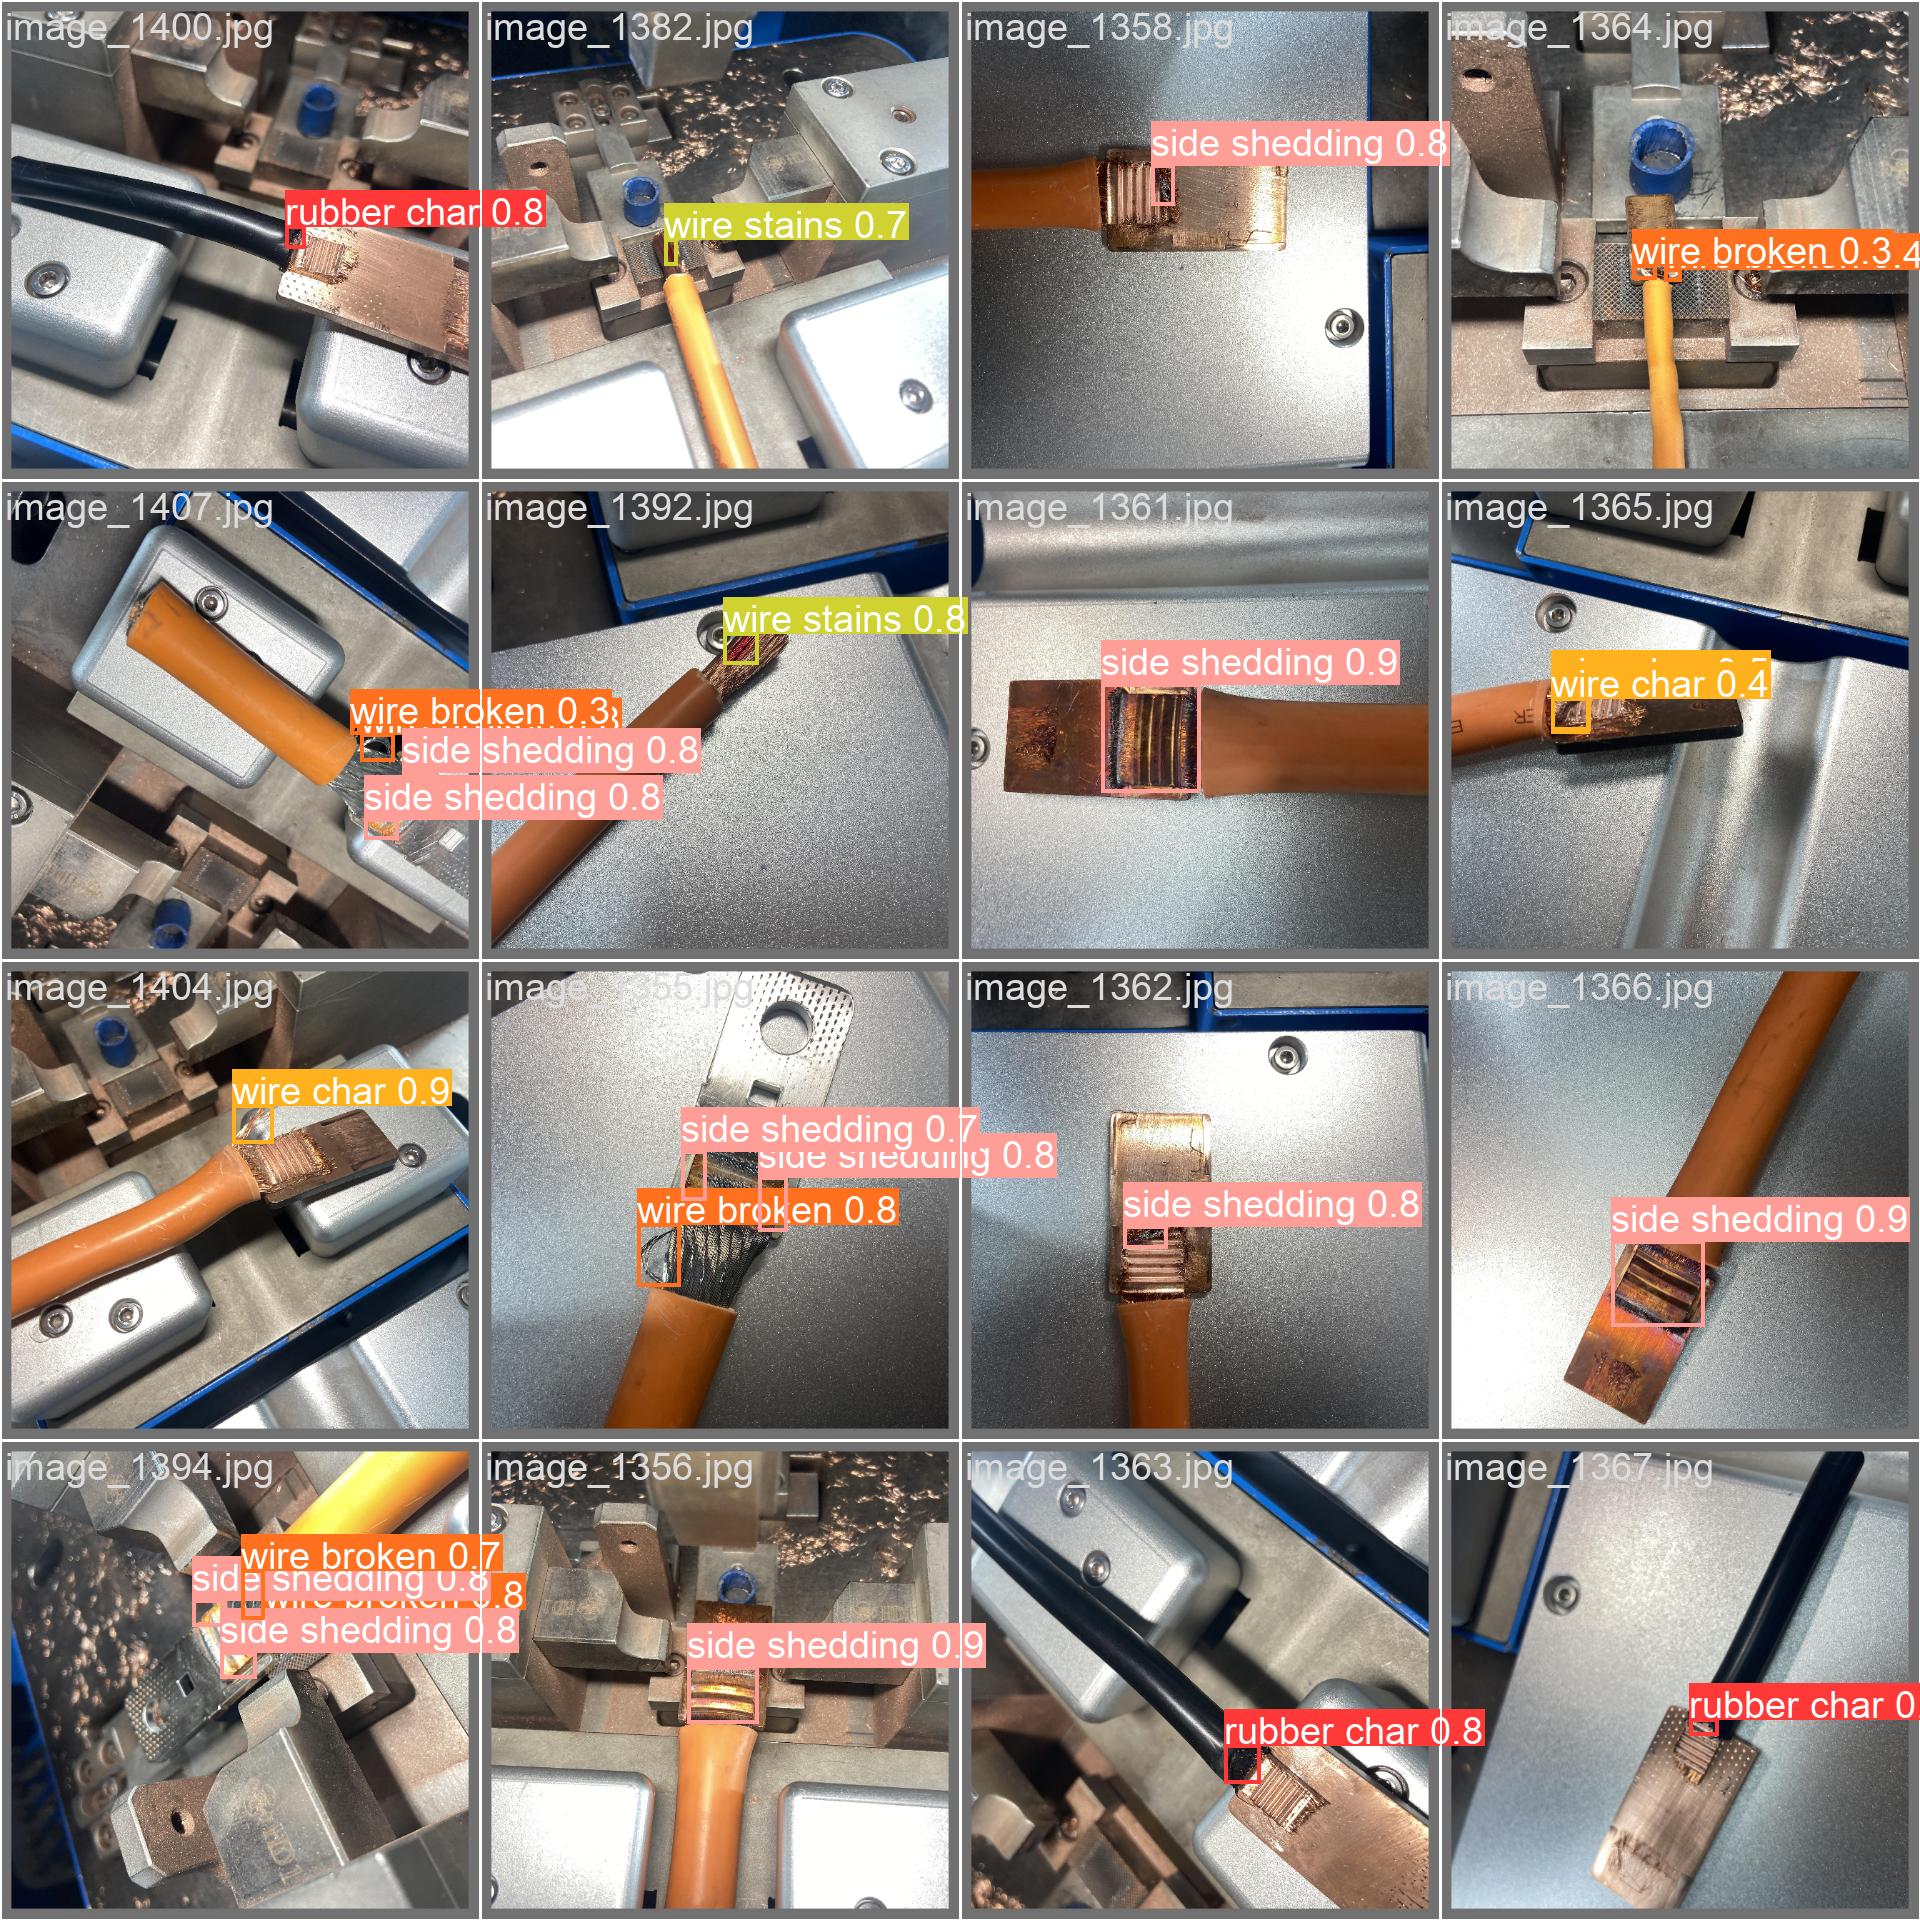 image_1400.jpg
rubber char 0.8
image_1382.jpg
wire stains 0.7
image_1358.jpg
side shedding 0.8
image_1364.jpg
wire broken 0.3
.4
image_1407.jpg
wire broken 0.3
side shedding 0.8
side shedding 0.8
image_1392.jpg
wire stains 0.8
image_1361.jpg
side shedding 0.9
image_1365.jpg
wire char 0.4
image_1404.jpg
wire char 0.9
image_1355.jpg
side shedding 0.7
side shedding 0.8
wire broken 0.8
image_1362.jpg
side shedding 0.8
image_1366.jpg
side shedding 0.9
image_1394.jpg
wire broken 0.7
side shedding 0.8
wire broken 0.8
side shedding 0.8
image_1356.jpg
side shedding 0.9
image_1363.jpg
rubber char 0.8
image_1367.jpg
rubber char 0.